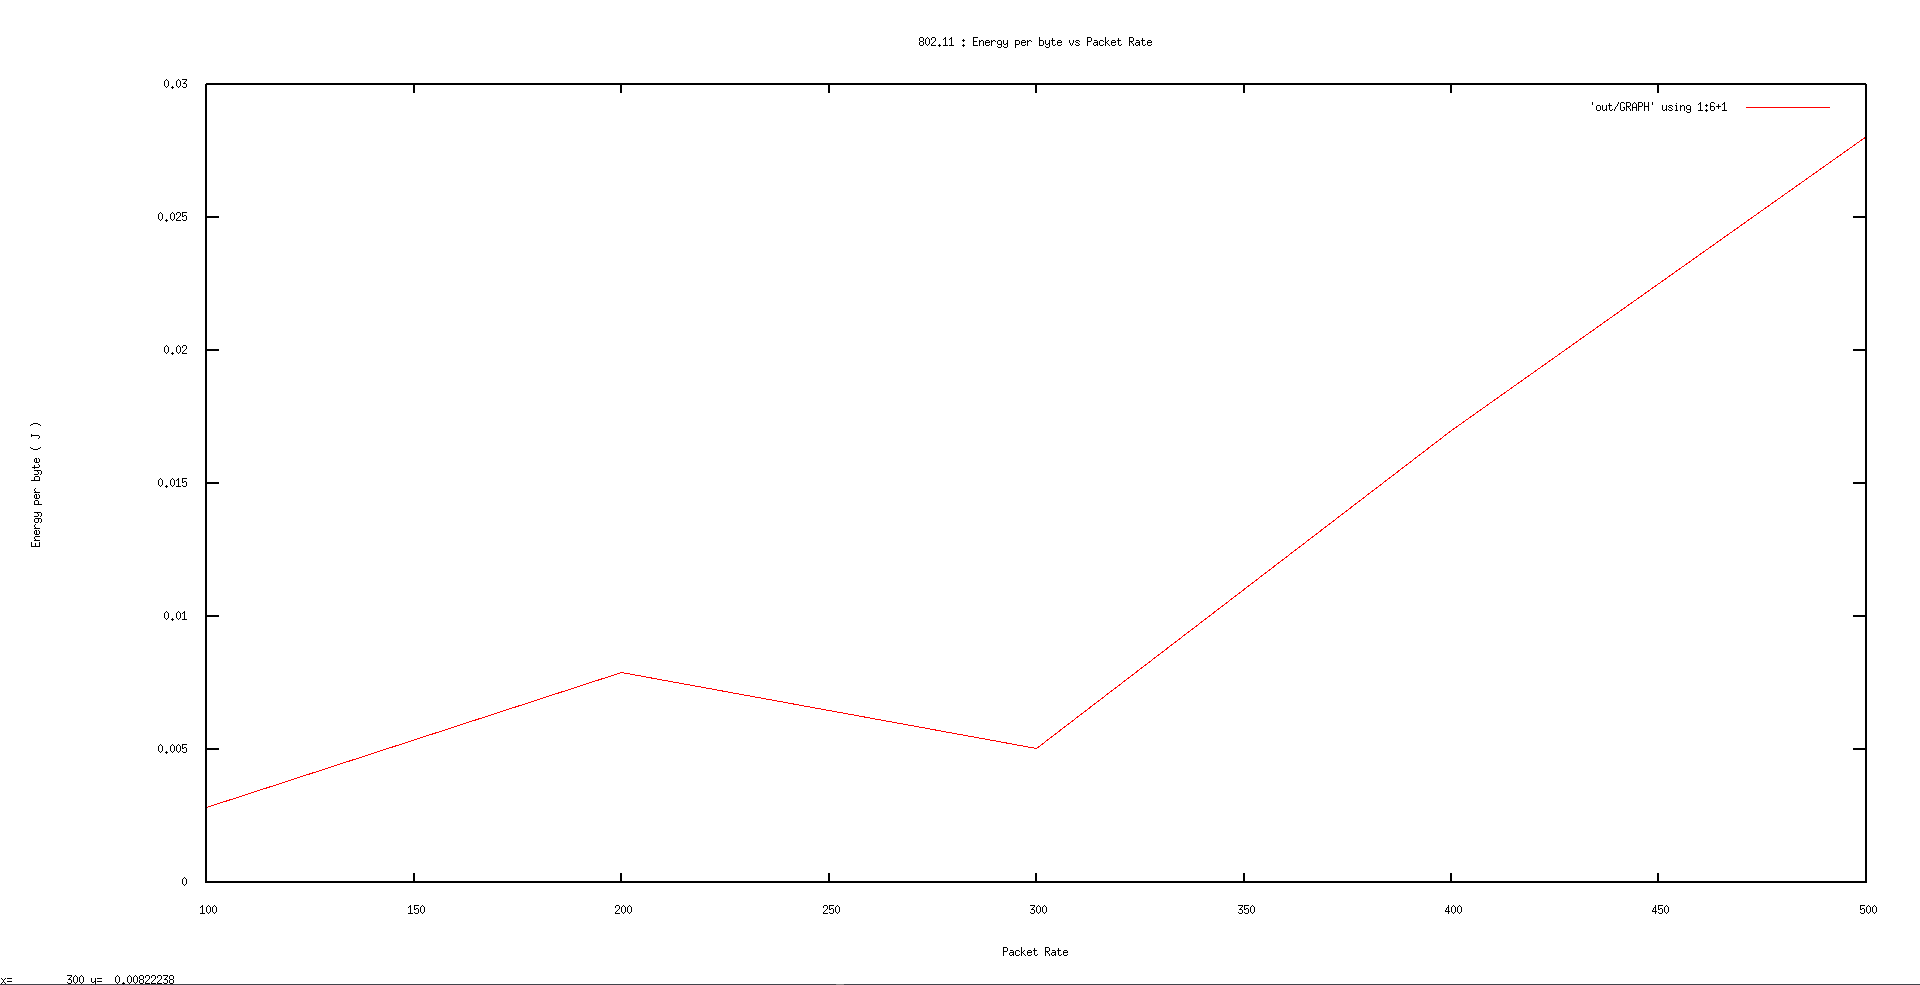 802.11 : Energy per byte vs Packet Rate
0.03
'out/GRAPH' using 1:6+1
0.025
0.02
Energy per byte ( J )
0.015
0.01
0.005
0
100 150 200 250 300 350 400 450 500
Packet Rate
x= 300 y= 0.00822238